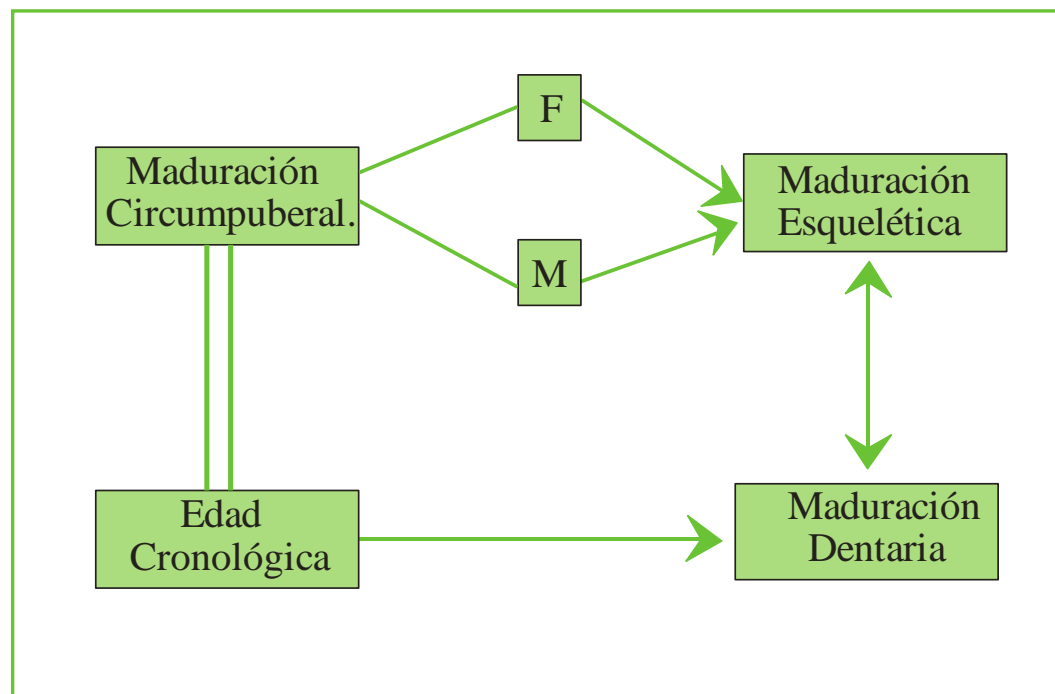 F
Maduración
Circumpuberal.
Maduración
Esquelética
M
Edad
Cronológica
Maduración
Dentaria